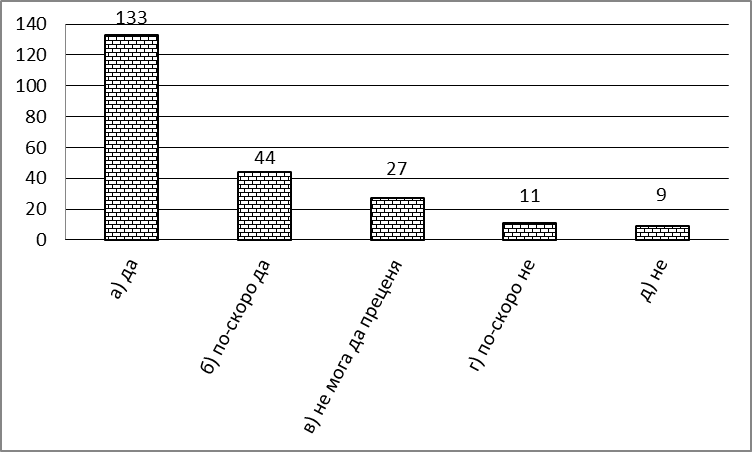 140
120
100
80
60
40
20
0
133
44
27
11
9
а) да
б) по-скоро да
в) не мога да преценя
г) по-скоро не
д) не